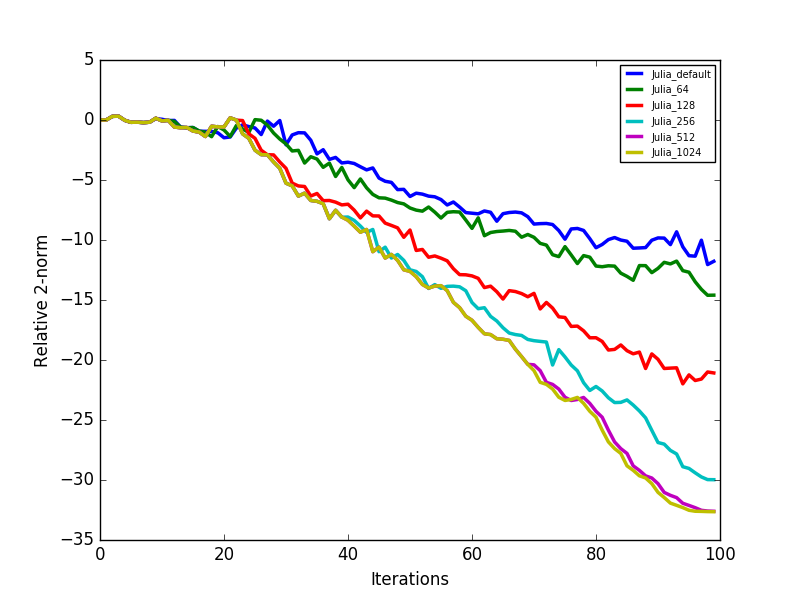 5
0
−5
−10
−15
−20
−25
−30
−35
Relative 2-norm
0 20 40 60 80 100
Iterations
Julia_default
Julia_64
Julia_128
Julia_256
Julia_512
Julia_1024